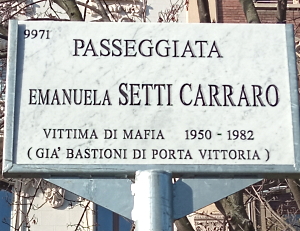 9971
PASSEGGIATA
EMANUELA SETTI CARRARO
VITTIMA DI MAFIA 1950 - 1982
( GIA' BASTIONI DI PORTA VITTORIA )